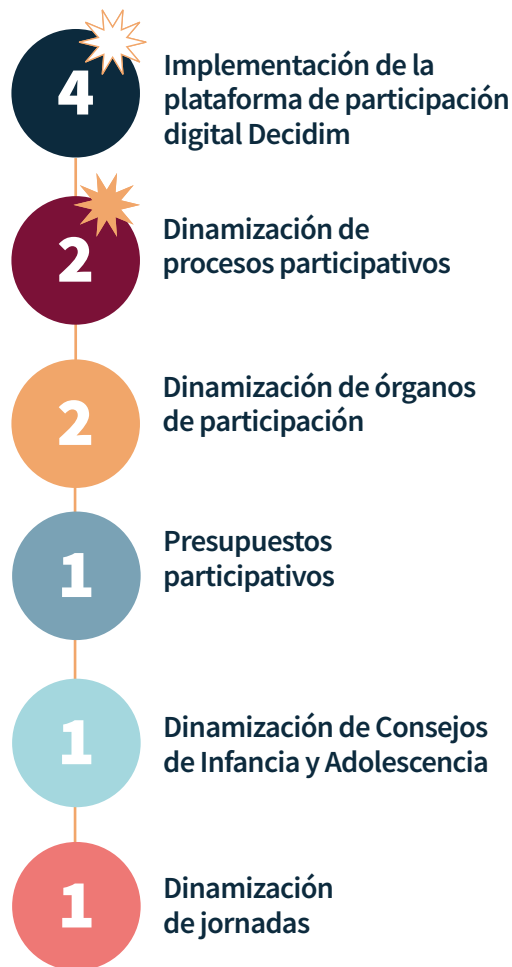 4
Implementación de la
plataforma de participación
digital Decidim
2
Dinamización de
procesos participativos
2
Dinamización de órganos
de participación
1
Presupuestos
participativos
1
Dinamización de Consejos
de Infancia y Adolescencia
1
Dinamización
de jornadas